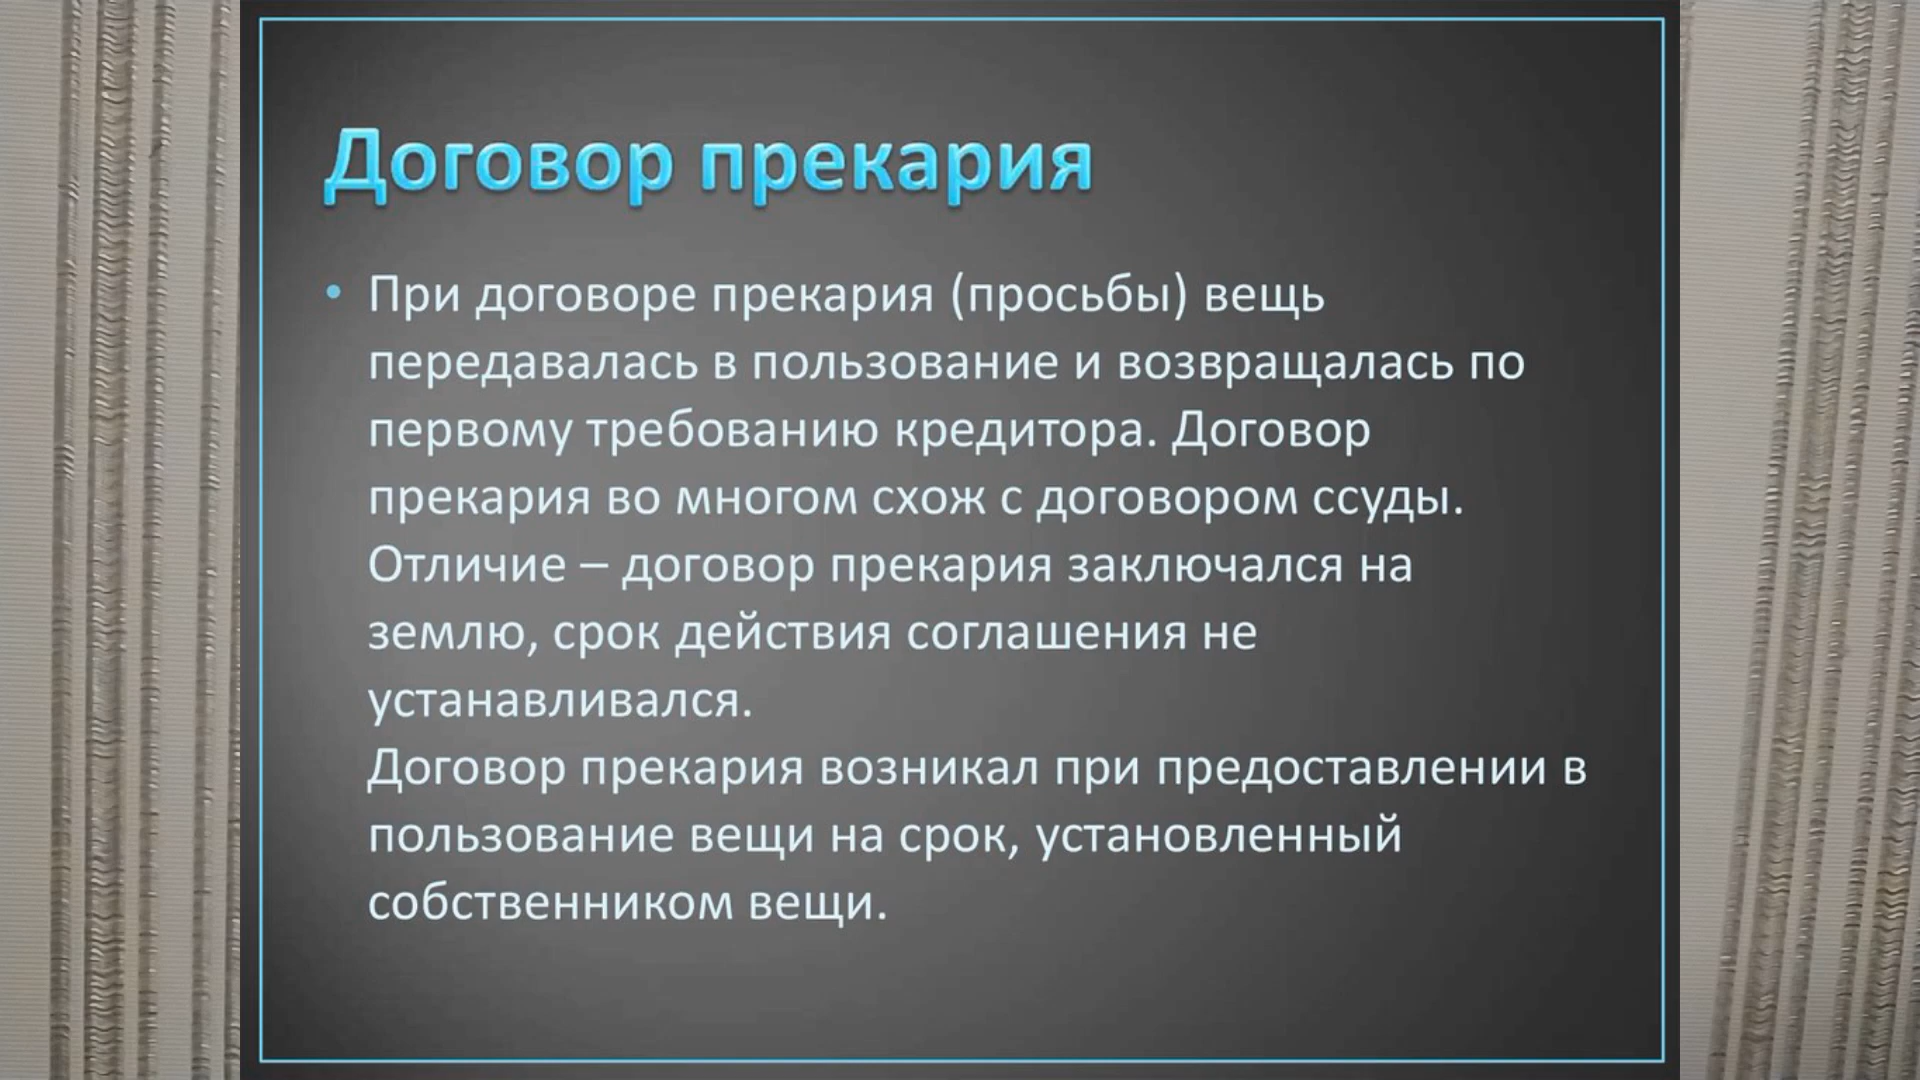 Договор прекария
• При договоре прекария (просьбы) вещь
передавалась в пользование и возвращалась по
первому требованию кредитора. Договор
прекария во многом схож с договором ссуды.
Отличие – договор прекария заключался на
землю, срок действия соглашения не
устанавливался.
Договор прекария возникал при предоставлении в
пользование вещи на срок, установленный
собственником вещи.